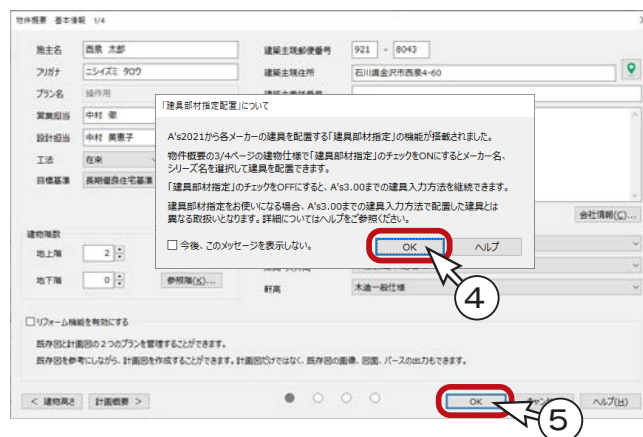 物件概要 基本情報 1/4
施主名 西泉 太郎 建築主現郵便番号 921 - 8043
フリガナ ニシイズミ タロウ 建築主現住所 石川県金沢市西泉4-60
プラン名 操作用
営業担当 中村 徹
設計担当 中村 美恵子
工法 在来
目標基準 長期優良住宅基準
「建具部材指定配置」について
A's2021から各メーカーの建具を配置する「建具部材指定」の機能が搭載されました。
物件概要の3/4ページの建物仕様で「建具部材指定」のチェックをONにするとメーカー名、
シリーズ名を選択して建具を配置できます。
「建具部材指定」のチェックをOFFにすると、A's3.00までの建具入力方法を継続できます。
建具部材指定をお使いになる場合、A's3.00までの建具入力方法で配置した建具とは
異なる取扱いとなります。詳細についてはヘルプをご参照ください。
今後、このメッセージを表示しない。 OK ヘルプ
④
会社情報(C)...
建物階数
地上階 2
地下階 0 参照階(K)...
軒高 木造一般仕様
リフォーム機能を有効にする
既存図と計画図の2つのプランを管理することができます。
既存図を参考にしながら、計画図を作成することができます。計画図だけではなく、既存図の画像、図面、パースの出力もできます。
< 建物高さ 計画概要 > OK ヘルプ(H)
⑤